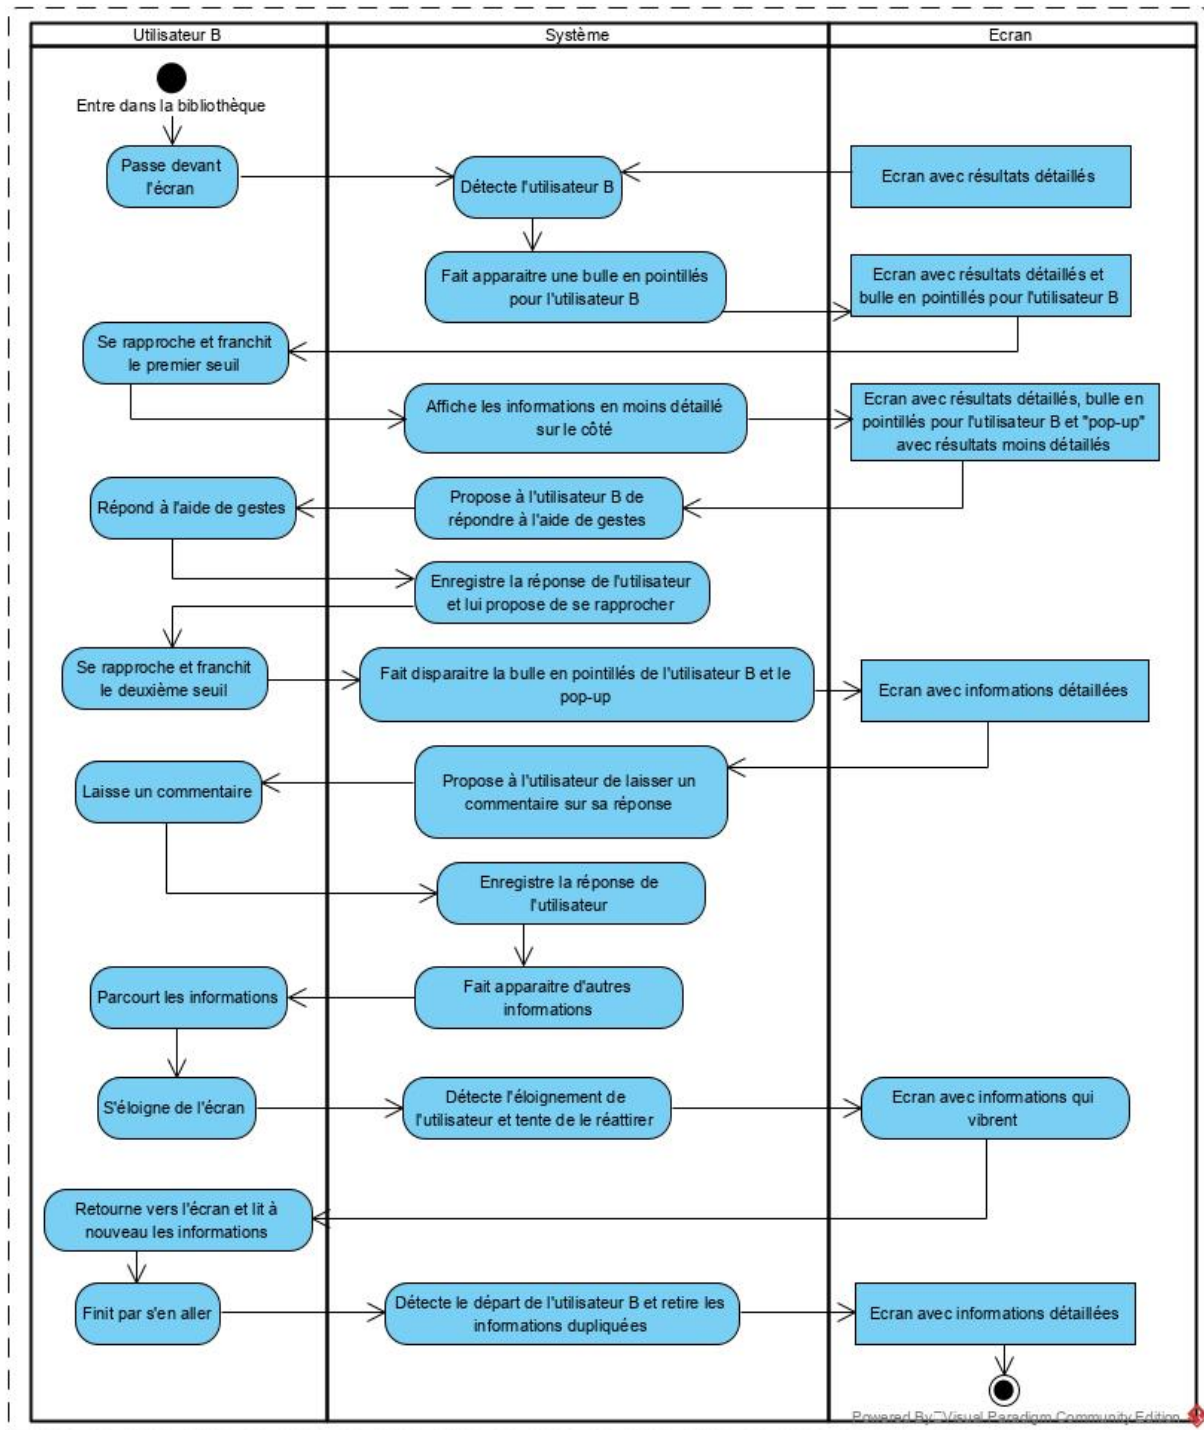 Utilisateur B
Système
Ecran
Entre dans la bibliothèque
Passe devant
l'écran
Détecte l'utilisateur B
Ecran avec résultats détaillés
Fait apparaitre une bulle en pointillés
pour l'utilisateur B
Ecran avec résultats détaillés et
bulle en pointillés pour l'utilisateur B
Se rapproche et franchit
le premier seuil
Affiche les informations en moins détaillé
sur le côté
Ecran avec résultats détaillés, bulle en
pointillés pour l'utilisateur B et "pop-up"
avec résultats moins détaillés
Répond à l'aide de gestes
Propose à l'utilisateur B de
répondre à l'aide de gestes
Enregistre la réponse de l'utilisateur
et lui propose de se rapprocher
Se rapproche et franchit
le deuxième seuil
Fait disparaitre la bulle en pointillés de l'utilisateur B et le
pop-up
Ecran avec informations détaillées
Laisse un commentaire
Propose à l'utilisateur de laisser un
commentaire sur sa réponse
Enregistre la réponse de
l'utilisateur
Parcourt les informations
Fait apparaitre d'autres
informations
S'éloigne de l'écran
Détecte l'éloignement de
l'utilisateur et tente de le réattirer
Ecran avec informations qui
vibrent
Retourne vers l'écran et lit à
nouveau les informations
Finit par s'en aller
Détecte le départ de l'utilisateur B et retire les
informations dupliquées
Ecran avec informations détaillées
Powered By Visual Paradigm Community Edition